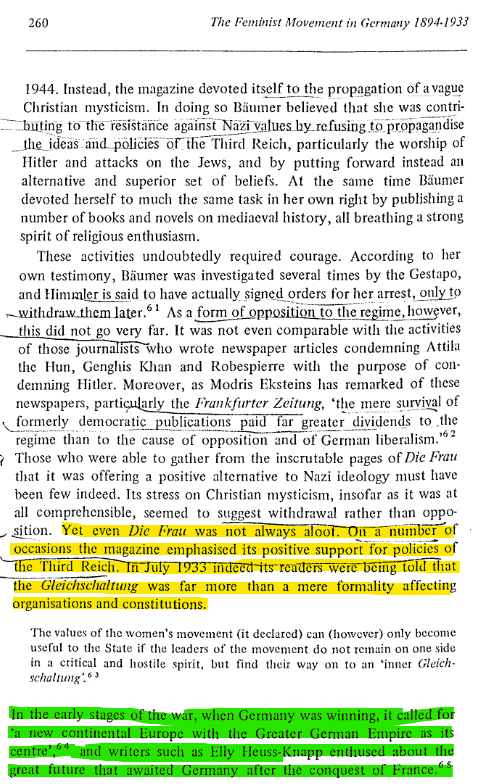 260
The Feminist Movement in Germany 1894-1933
1944. Instead, the magazine devoted itself to the propagation of a vague
Christian mysticism. In doing so Bäumer believed that she was contri-
buting to the resistance against Nazi values by refusing to propagandise
the ideas and policies of the Third Reich, particularly the worship of
Hitler and attacks on the Jews, and by putting forward instead an
alternative and superior set of beliefs. At the same time Bäumer
devoted herself to much the same task in her own right by publishing a
number of books and novels on mediaeval history, all breathing a strong
spirit of religious enthusiasm.
These activities undoubtedly required courage. According to her
own testimony, Bäumer was investigated several times by the Gestapo,
and Himmler is said to have actually signed orders for her arrest, only to
withdraw them later.⁶¹ As a form of opposition to the regime, however,
this did not go very far. It was not even comparable with the activities
of those journalists who wrote newspaper articles condemning Attila
the Hun, Genghis Khan and Robespierre with the purpose of con-
demning Hitler. Moreover, as Modris Eksteins has remarked of these
newspapers, particularly the Frankfurter Zeitung, 'the mere survival of
formerly democratic publications paid far greater dividends to the
regime than to the cause of opposition and of German liberalism.'⁶²
Those who were able to gather from the inscrutable pages of Die Frau
that it was offering a positive alternative to Nazi ideology must have
been few indeed. Its stress on Christian mysticism, insofar as it was at
all comprehensible, seemed to suggest withdrawal rather than oppo-
sition. Yet even Die Frau was not always aloof. On a number of
occasions the magazine emphasised its positive support for policies of
the Third Reich. In July 1933 indeed its readers were being told that
the Gleichschaltung was far more than a mere formality affecting
organisations and constitutions.
The values of the women's movement (it declared) can (however) only become
useful to the State if the leaders of the movement do not remain on one side
in a critical and hostile spirit, but find their way on to an 'inner Gleich-
schaltung'.⁶³
In the early stages of the war, when Germany was winning, it called for
'a new continental Europe with the Greater German Empire as its
centre',⁶⁴ and writers such as Elly Heuss-Knapp enthused about the
great future that awaited Germany after the conquest of France.⁶⁵